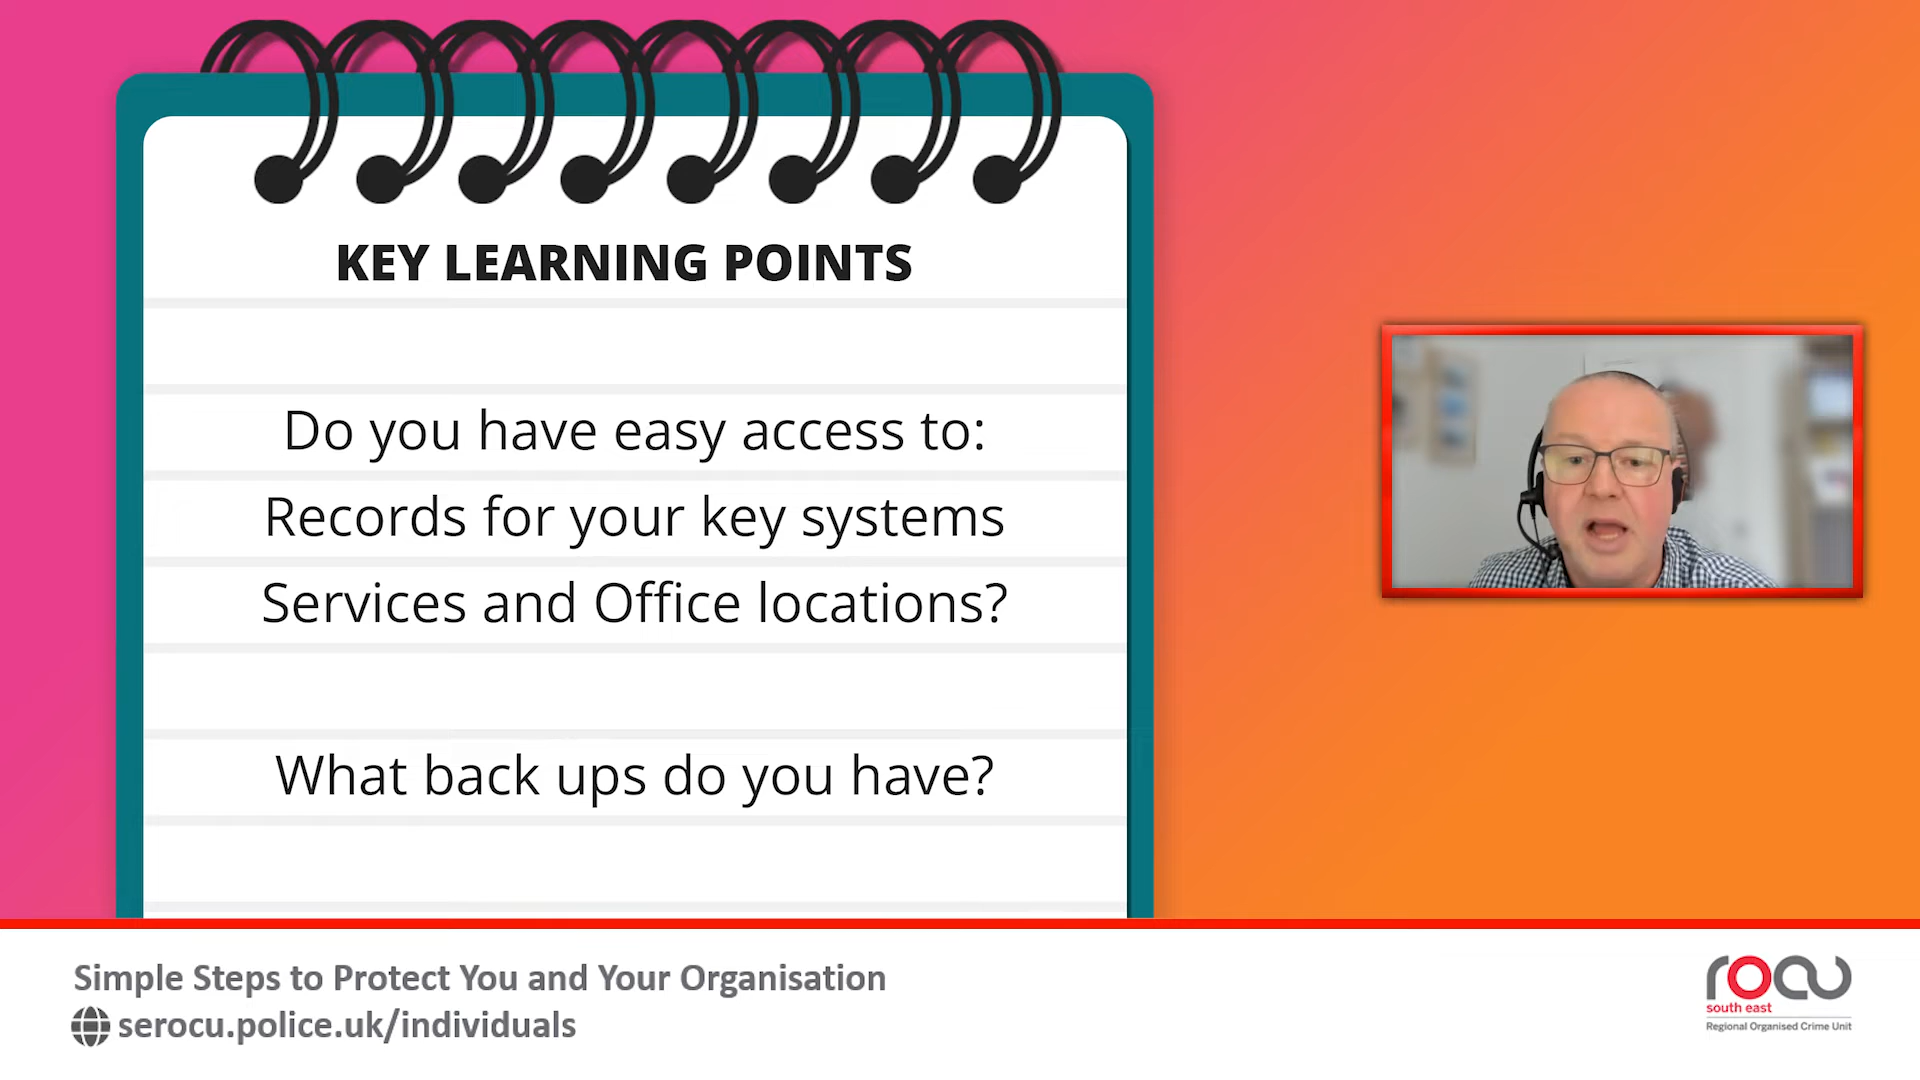 KEY LEARNING POINTS
Do you have easy access to:
Records for your key systems
Services and Office locations?
What back ups do you have?
Simple Steps to Protect You and Your Organisation
serocu.police.uk/individuals
rocu
south east
Regional Organised Crime Unit